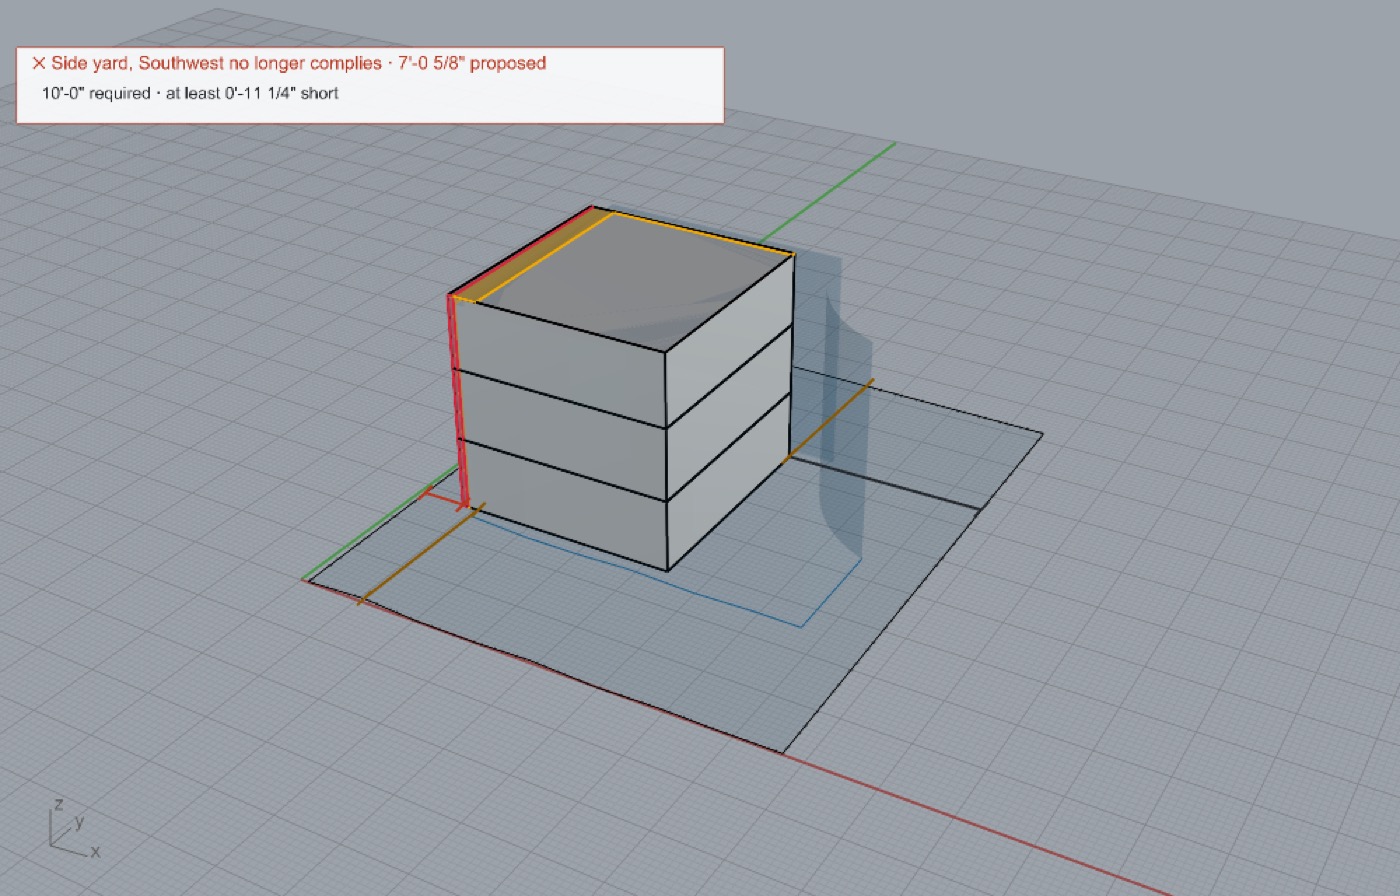 × Side yard, Southwest no longer complies · 7'-0 5/8" proposed
10'-0" required · at least 0'-11 1/4" short
z
y
x